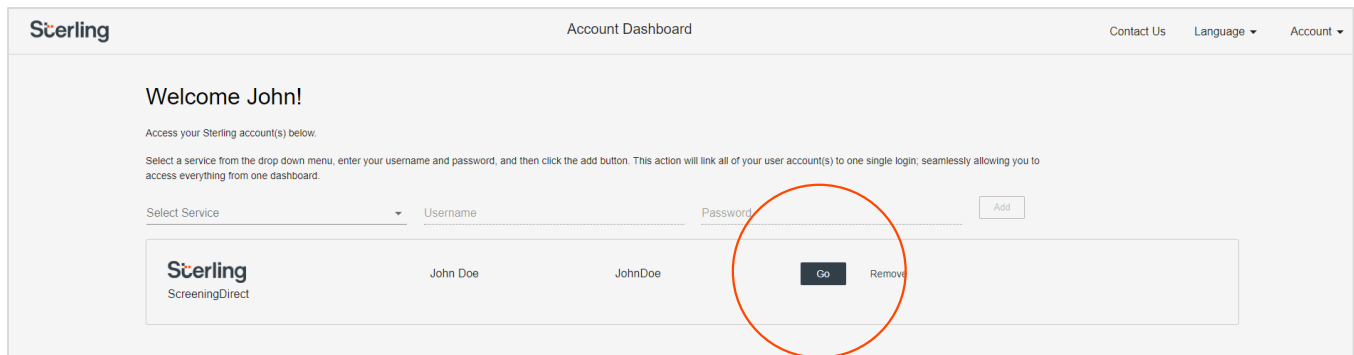 Sterling
Account Dashboard
Contact Us
Language
Account
Welcome John!
Access your Sterling account(s) below.
Select a service from the drop down menu, enter your username and password, and then click the add button. This action will link all of your user account(s) to one single login; seamlessly allowing you to
access everything from one dashboard.
Select Service
Username
Password
Add
Sterling
ScreeningDirect
John Doe
JohnDoe
Go
Remove